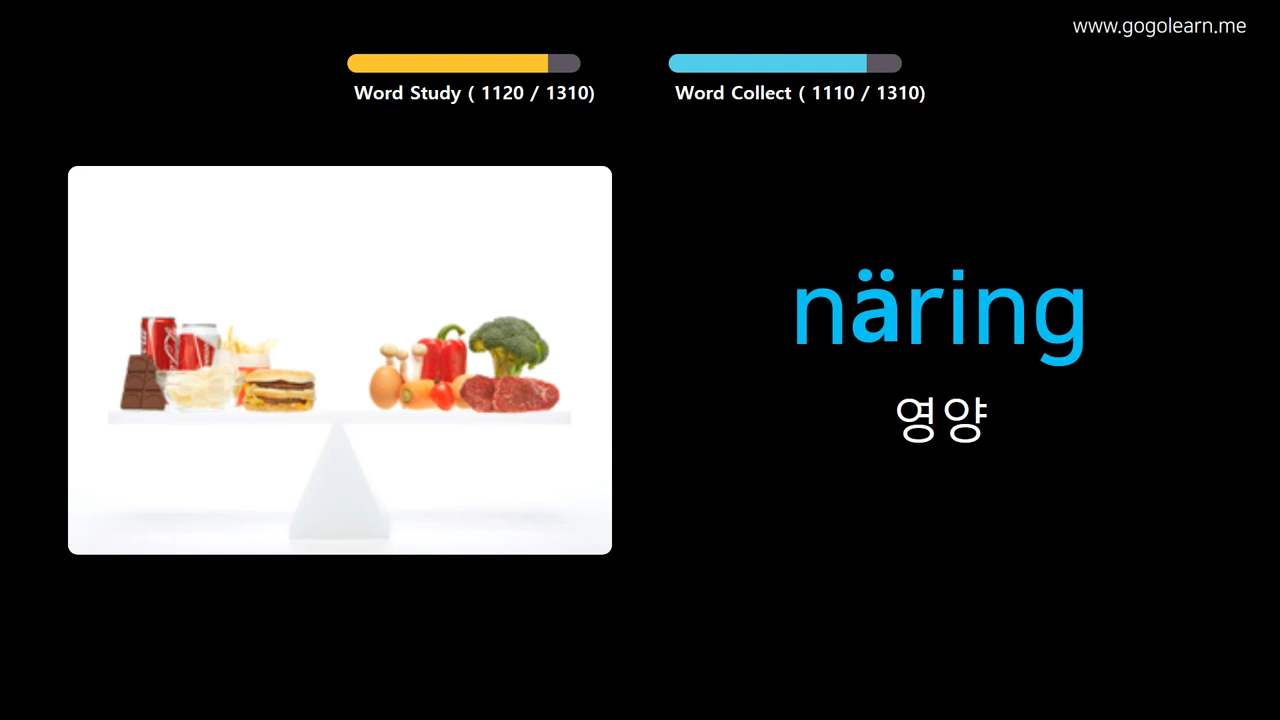 www.gogolearn.me
Word Study ( 1120 / 1310)
Word Collect ( 1110 / 1310)
näring
영양